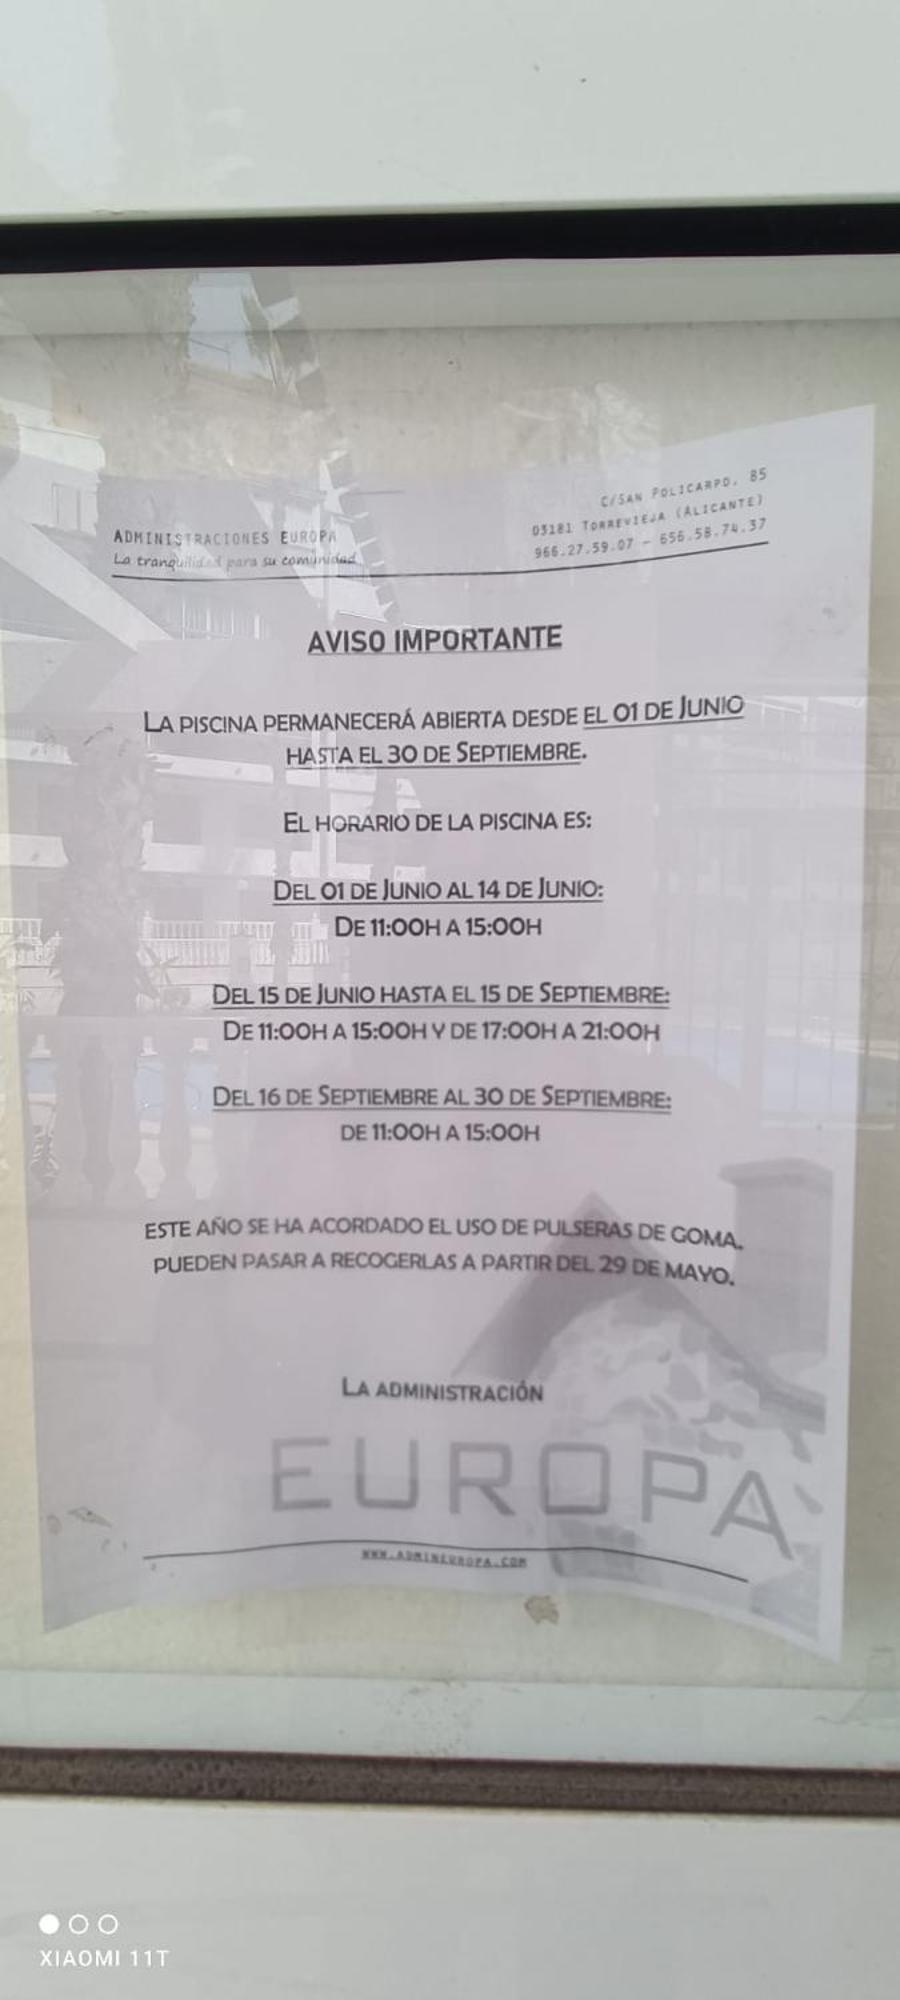 ADMINISTRACIONES EUROPA
La tranquilidad para su comunidad
C/SAN POLICARPO, 85
03181 TORREVIEJA (ALICANTE)
966.27.59.07 - 656.58.74.37
AVISO IMPORTANTE
LA PISCINA PERMANECERÁ ABIERTA DESDE EL 01 DE JUNIO
HASTA EL 30 DE SEPTIEMBRE.
EL HORARIO DE LA PISCINA ES:
DEL 01 DE JUNIO AL 14 DE JUNIO:
DE 11:00H A 15:00H
DEL 15 DE JUNIO HASTA EL 15 DE SEPTIEMBRE:
DE 11:00H A 15:00H Y DE 17:00H A 21:00H
DEL 16 DE SEPTIEMBRE AL 30 DE SEPTIEMBRE:
DE 11:00H A 15:00H
ESTE AÑO SE HA ACORDADO EL USO DE PULSERAS DE GOMA.
PUEDEN PASAR A RECOGERLAS A PARTIR DEL 29 DE MAYO.
LA ADMINISTRACIÓN
EUROPA
WWW.ADMINEUROPA.COM
XIAOMI 11T